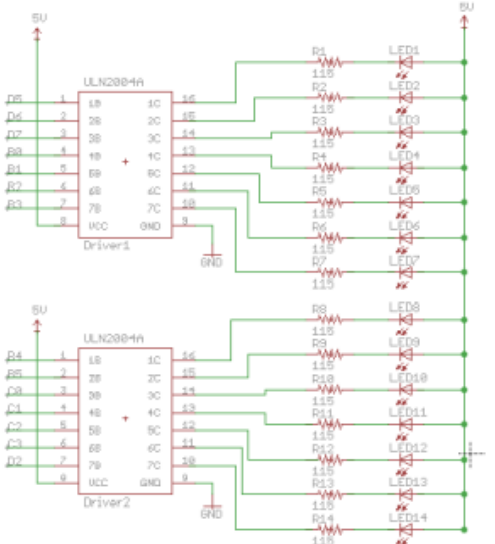 5V
5V
ULN2004A
D5 1 1B 1C 16
D6 2 2B 2C 15
D7 3 3B 3C 14
B0 4 4B 4C 13
B1 5 5B 5C 12
6 6B 6C 11
7 7B 7C 10
8 VCC GND 9
Driver1
GND
R1 LED1
115
R2 LED2
115
R3 LED3
115
R4 LED4
115
R5 LED5
115
R6 LED6
115
R7 LED7
115
5V
ULN2004A
1 1B 1C 16
2 2B 2C 15
C0 3 3B 3C 14
C1 4 4B 4C 13
C2 5 5B 5C 12
C3 6 6B 6C 11
D2 7 7B 7C 10
VCC GND 9
Driver2
GND
R8 LED8
115
R9 LED9
115
R10 LED10
115
R11 LED11
115
R12 LED12
115
R13 LED13
115
R14 LED14
115